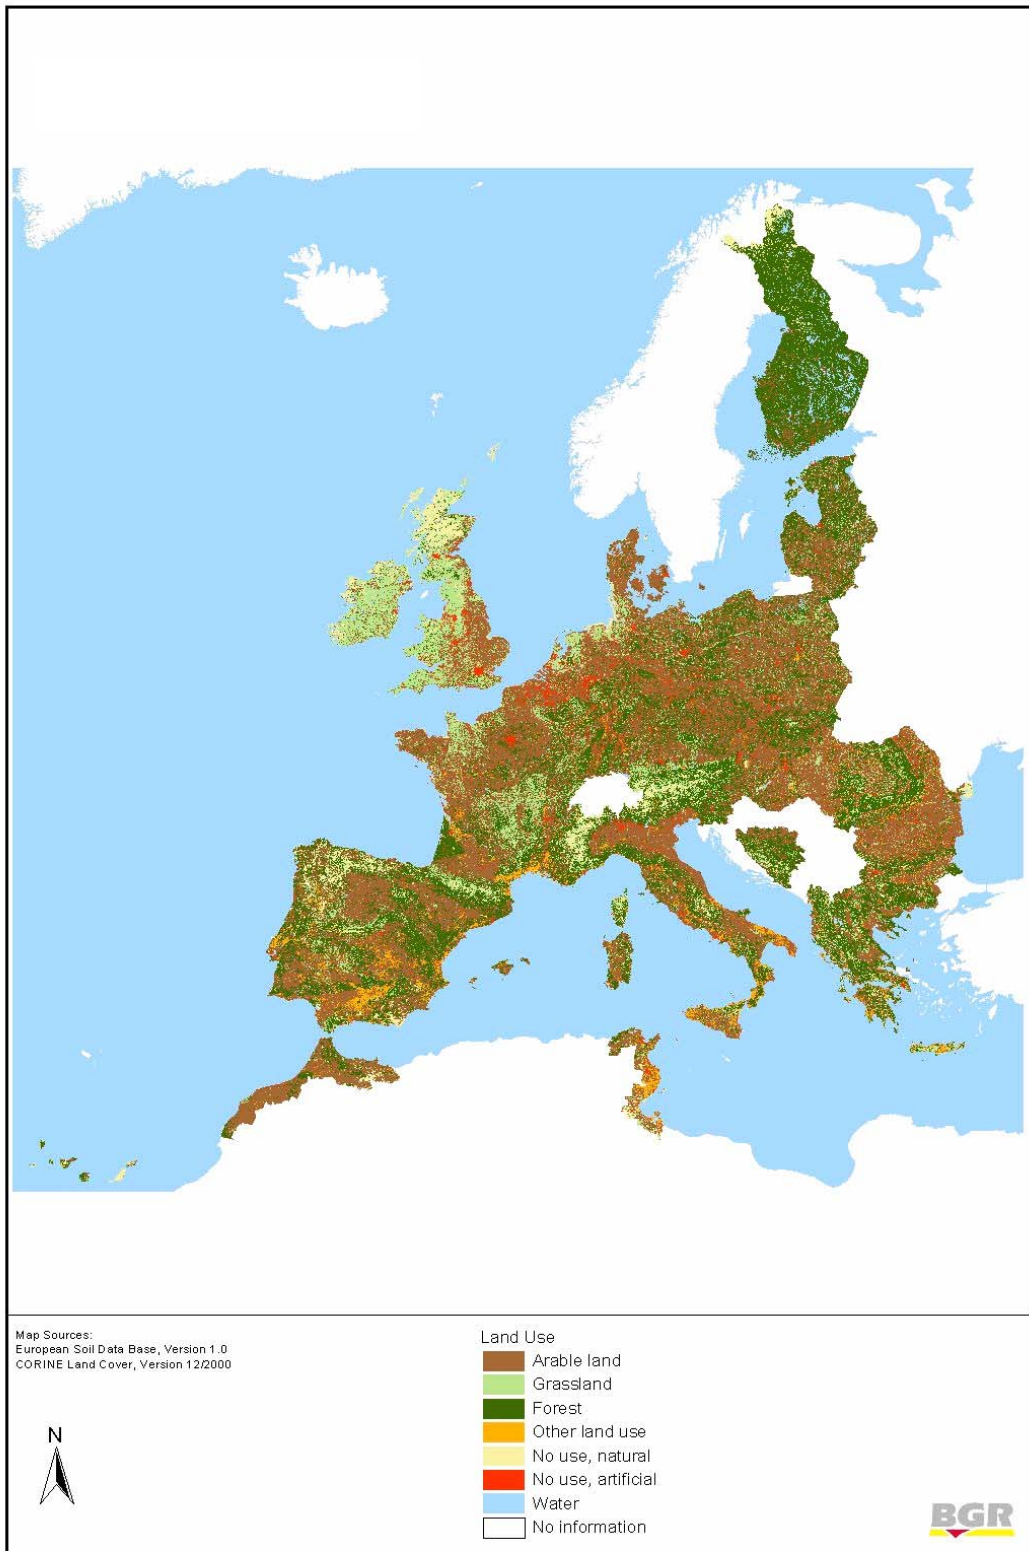 Map Sources:
European Soil Data Base, Version 1.0
CORINE Land Cover, Version 12/2000
N
Land Use
Arable land
Grassland
Forest
Other land use
No use, natural
No use, artificial
Water
No information
BGR